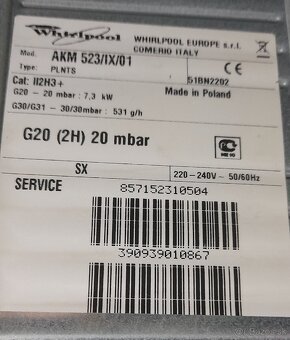 Whirlpool WHIRLPOOL EUROPE s.r.l.
COMERIO ITALY
Mod. AKM 523/IX/01
Type: PLNTS
CE
51BN2202
Cat: II2H3+
Made in Poland
G20 - 20 mbar: 7,3 kW
G30/G31 - 30/30mbar: 531 g/h
G20 (2H) 20 mbar
SX
220-240V~ 50/60Hz
SERVICE 857152310504
390939010867